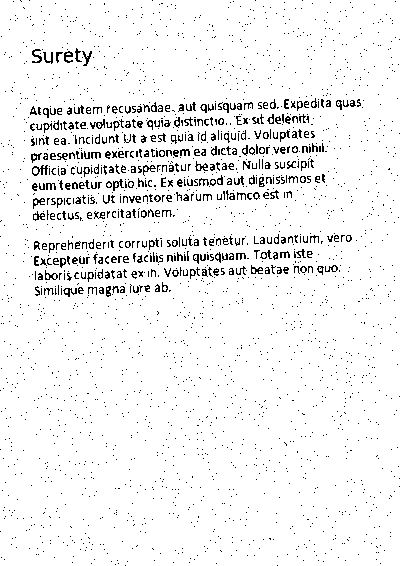 Surety
Atque autem recusandae. aut quisquam sed. Expedita quas
cupiditate voluptate quia distinctio.. Ex sit deleniti
sint ea. Incidunt Ut a est quia id aliquid. Voluptates
praesentium exercitationem ea dicta dolor vero nihil.
Officia cupiditate aspernatur beatae. Nulla suscipit
eum tenetur optio hic. Ex eiusmod aut dignissimos et
perspiciatis. Ut inventore harum ullamco est in
delectus, exercitationem.
Reprehenderit corrupti soluta tenetur. Laudantium, vero
Excepteur facere facilis nihil quisquam. Totam iste
laboris cupidatat ex in. Voluptates aut beatae non quo.
Similique magna iure ab.